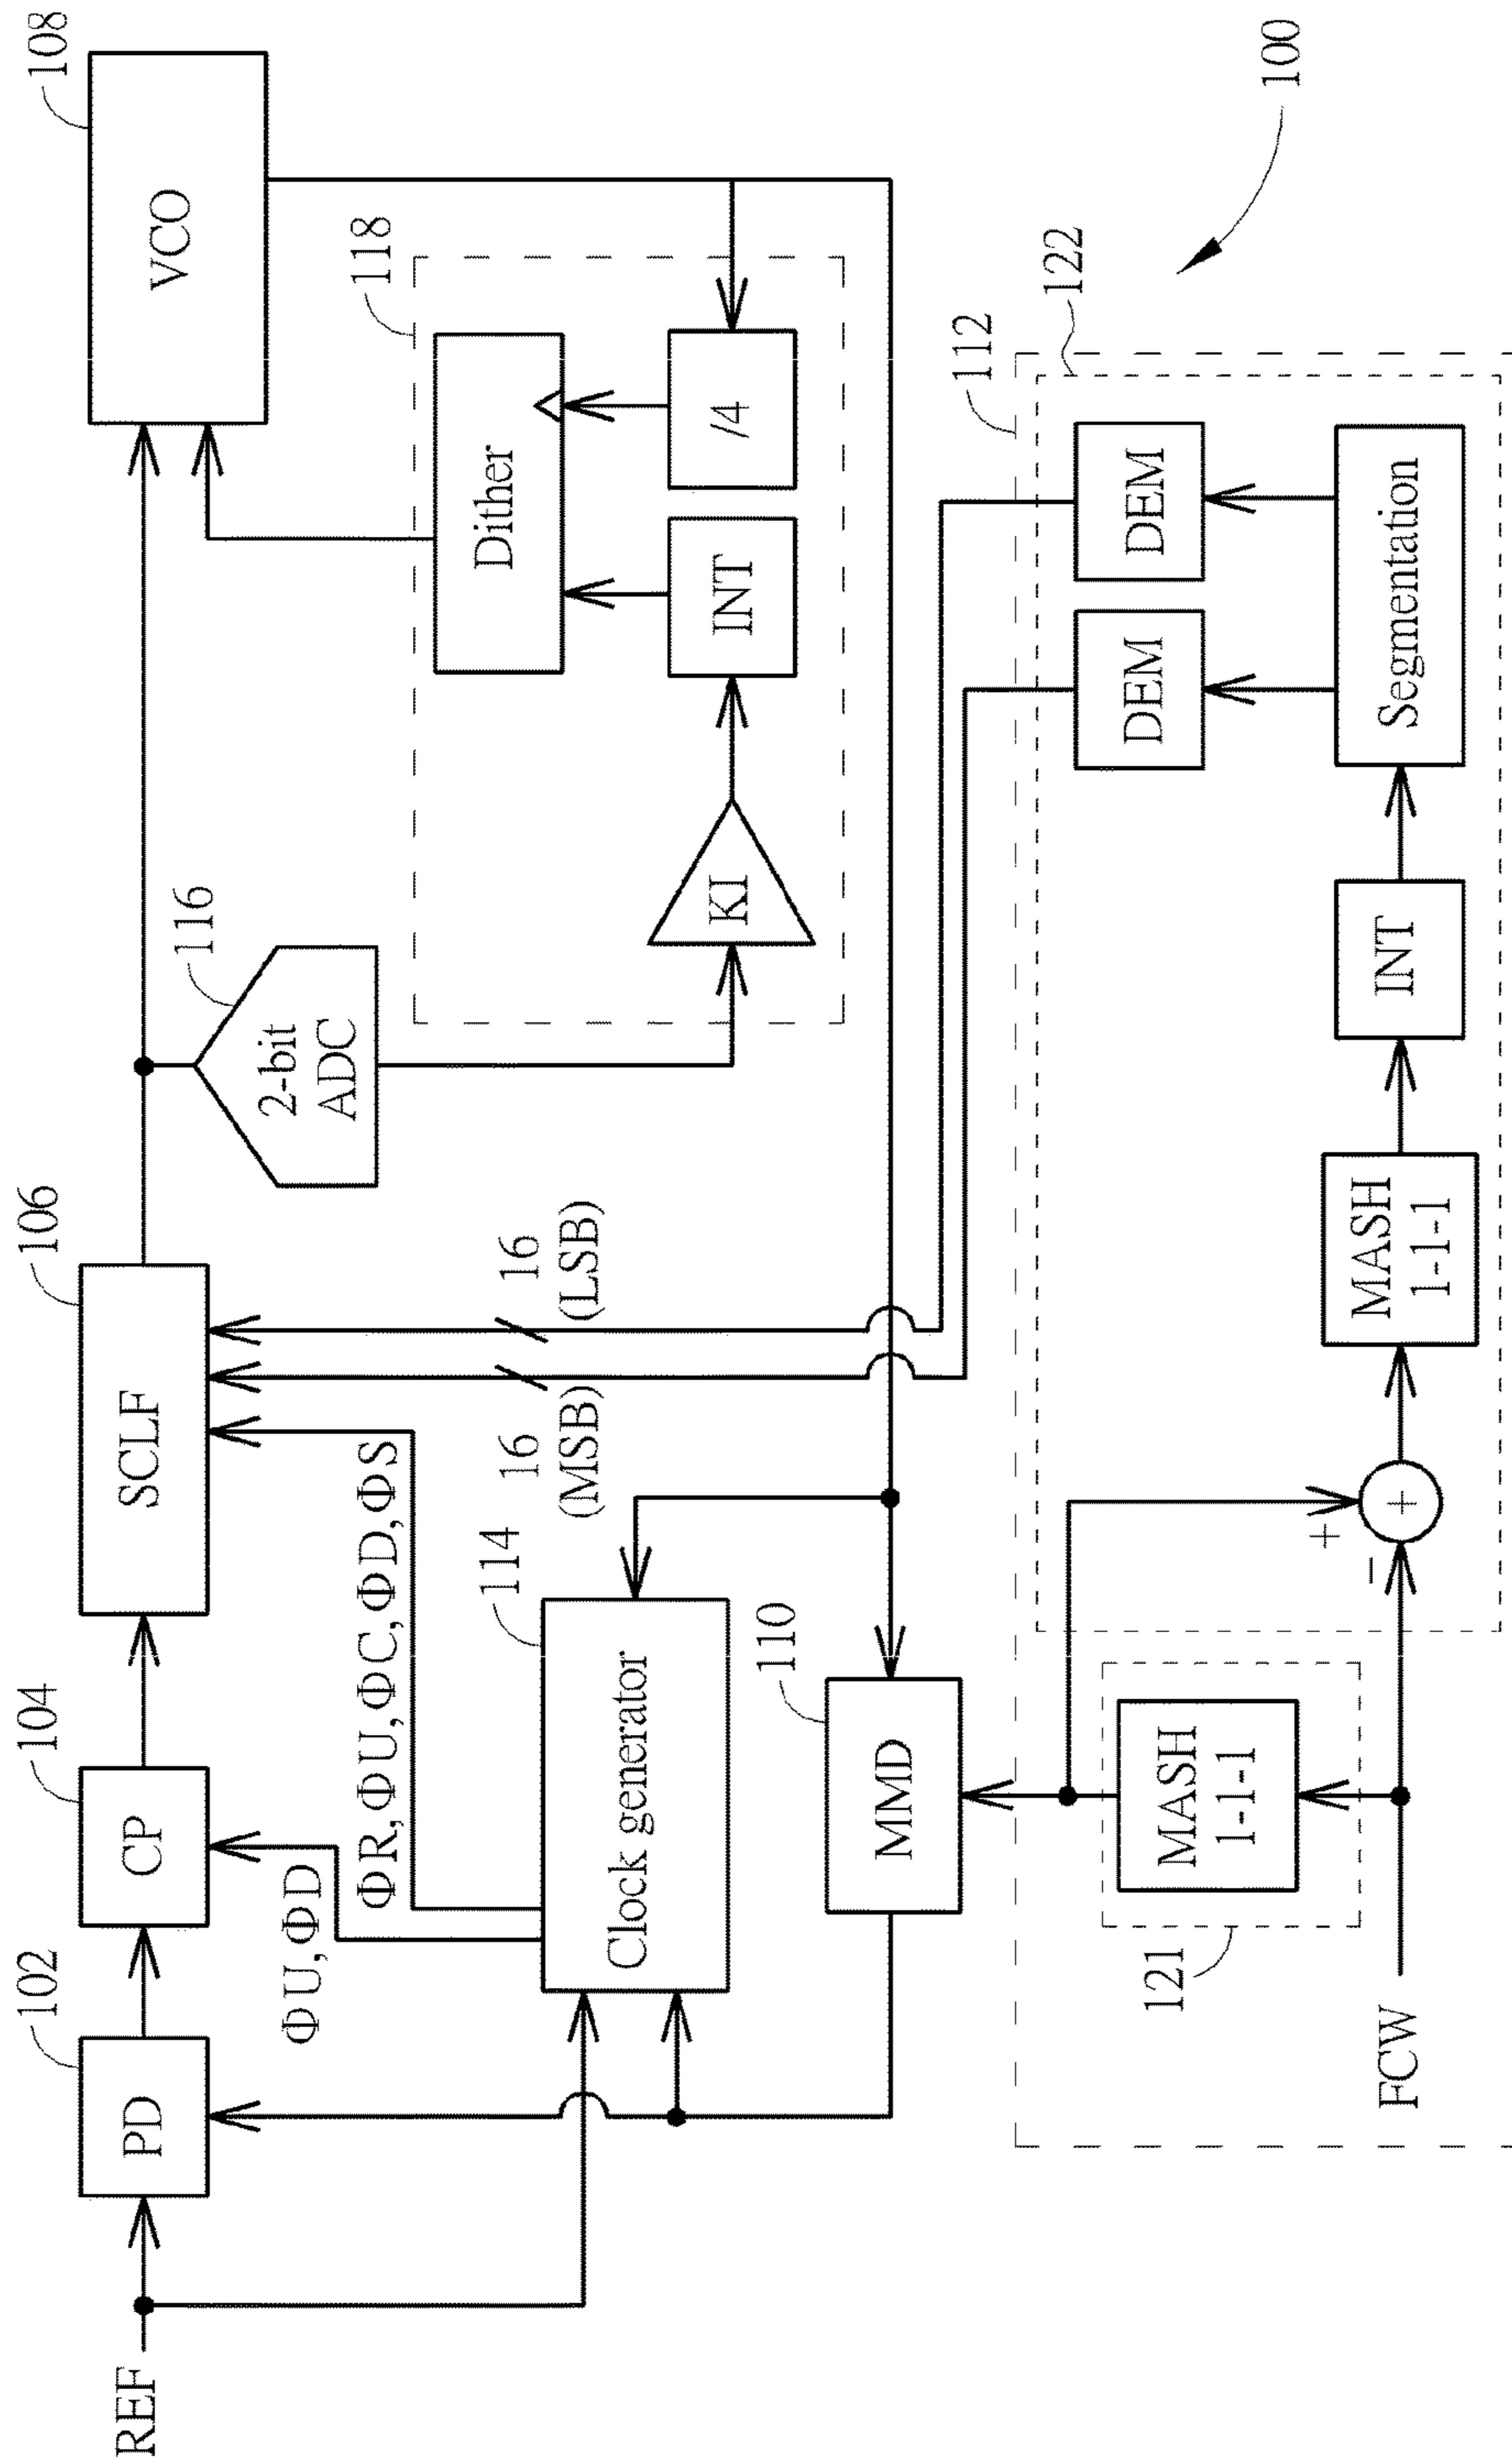 REF
PD
102
CP
104
SCLF
106
2-bit
ADC
116
VCO
108
ΦU,ΦD
ΦR,ΦU,ΦC,ΦD,ΦS
Clock generator
114
16
(MSB)
16
(LSB)
KI
INT
/4
Dither
118
MMD
110
FCW
MASH
1-1-1
121
+
−
+
MASH
1-1-1
INT
Segmentation
DEM
DEM
112
122
100